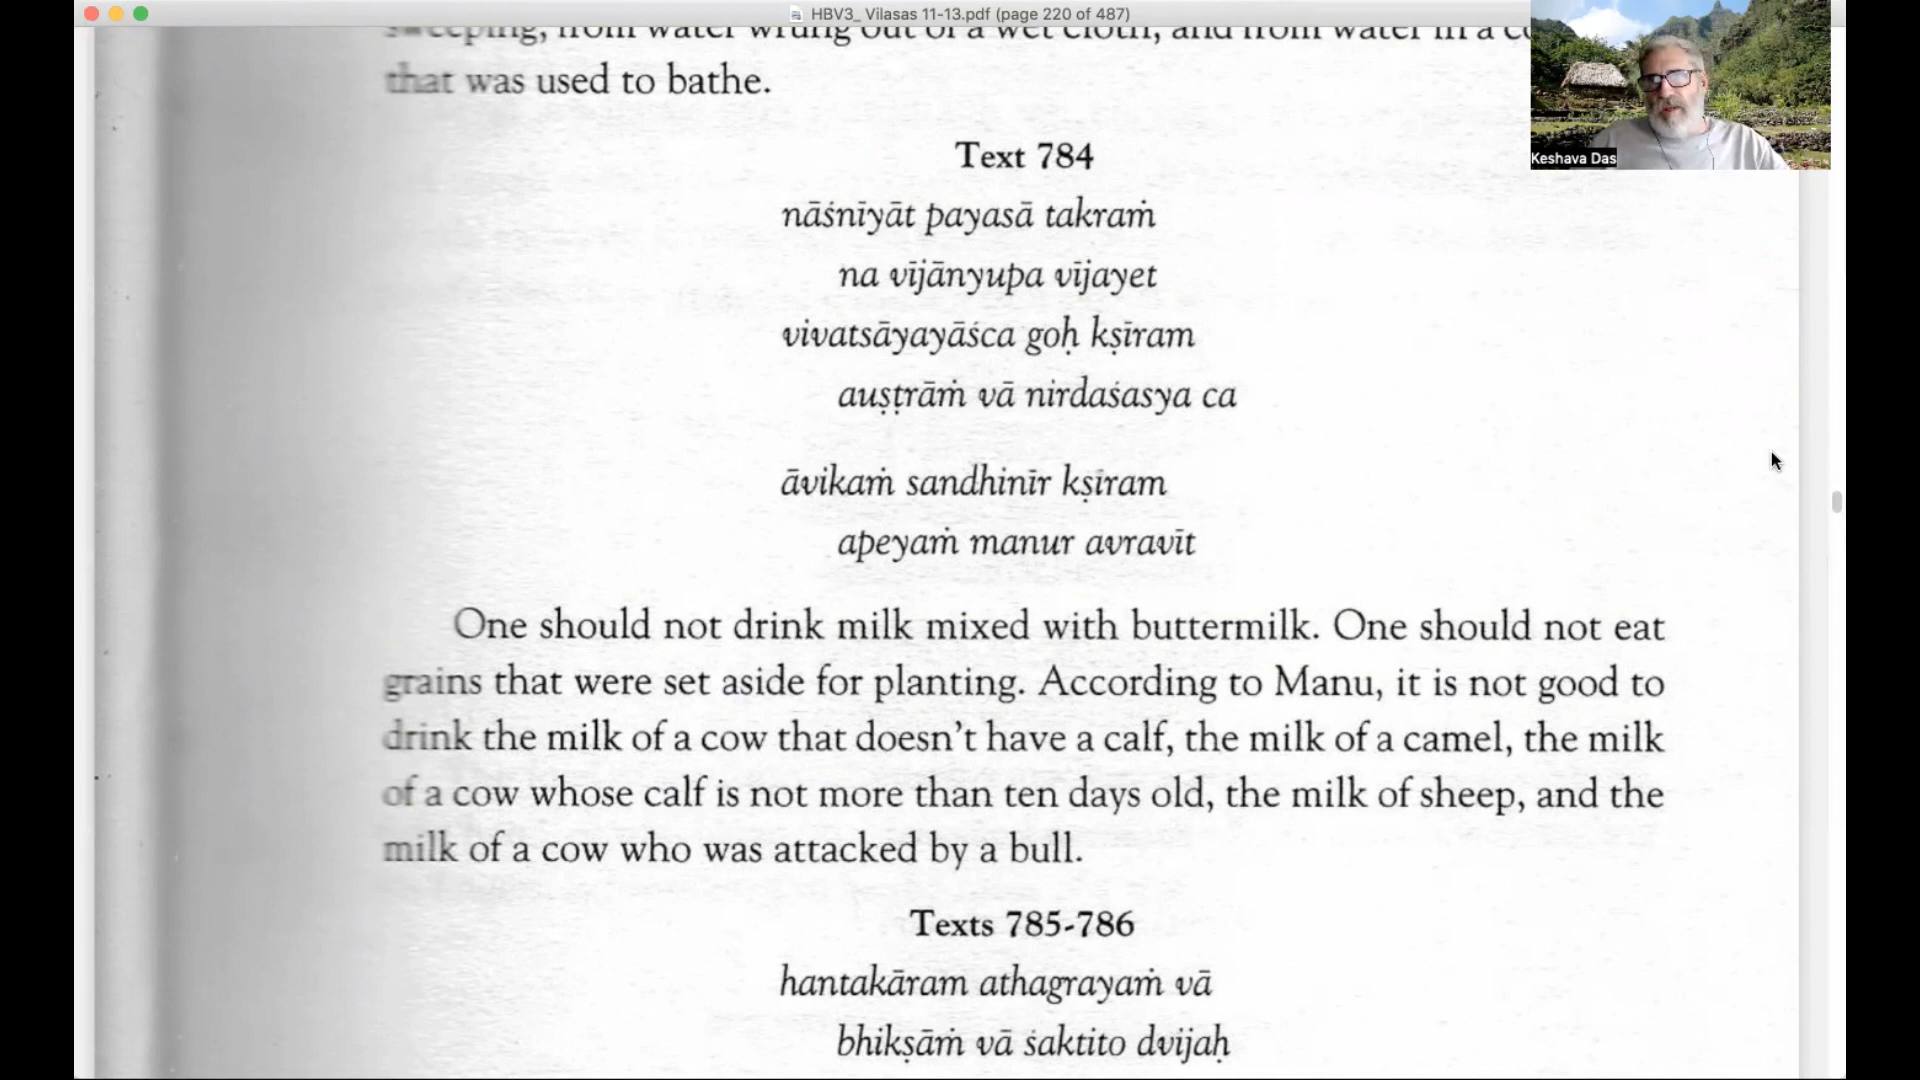 HBV3_ Vilasas 11-13.pdf (page 220 of 487)
sweeping, from water wrung out of a wet cloth, and from water in a
that was used to bathe.
Keshava Das
Text 784
nāśnīyāt payasā takraṁ
na vījānyupa vījayet
vivatsāyayāśca goḥ kṣīram
auṣṭrāṁ vā nirdaśasya ca
āvikaṁ sandhinīr kṣīram
apeyaṁ manur avravīt
One should not drink milk mixed with buttermilk. One should not eat
grains that were set aside for planting. According to Manu, it is not good to
drink the milk of a cow that doesn’t have a calf, the milk of a camel, the milk
of a cow whose calf is not more than ten days old, the milk of sheep, and the
milk of a cow who was attacked by a bull.
Texts 785-786
hantakāram athagrayaṁ vā
bhikṣāṁ vā śaktito dvijaḥ